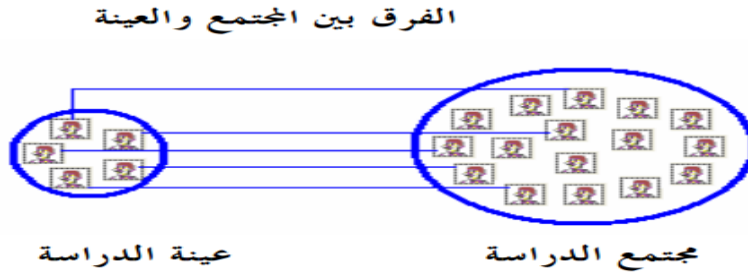 الفرق بين المجتمع والعينة
مجتمع الدراسة
عينة الدراسة